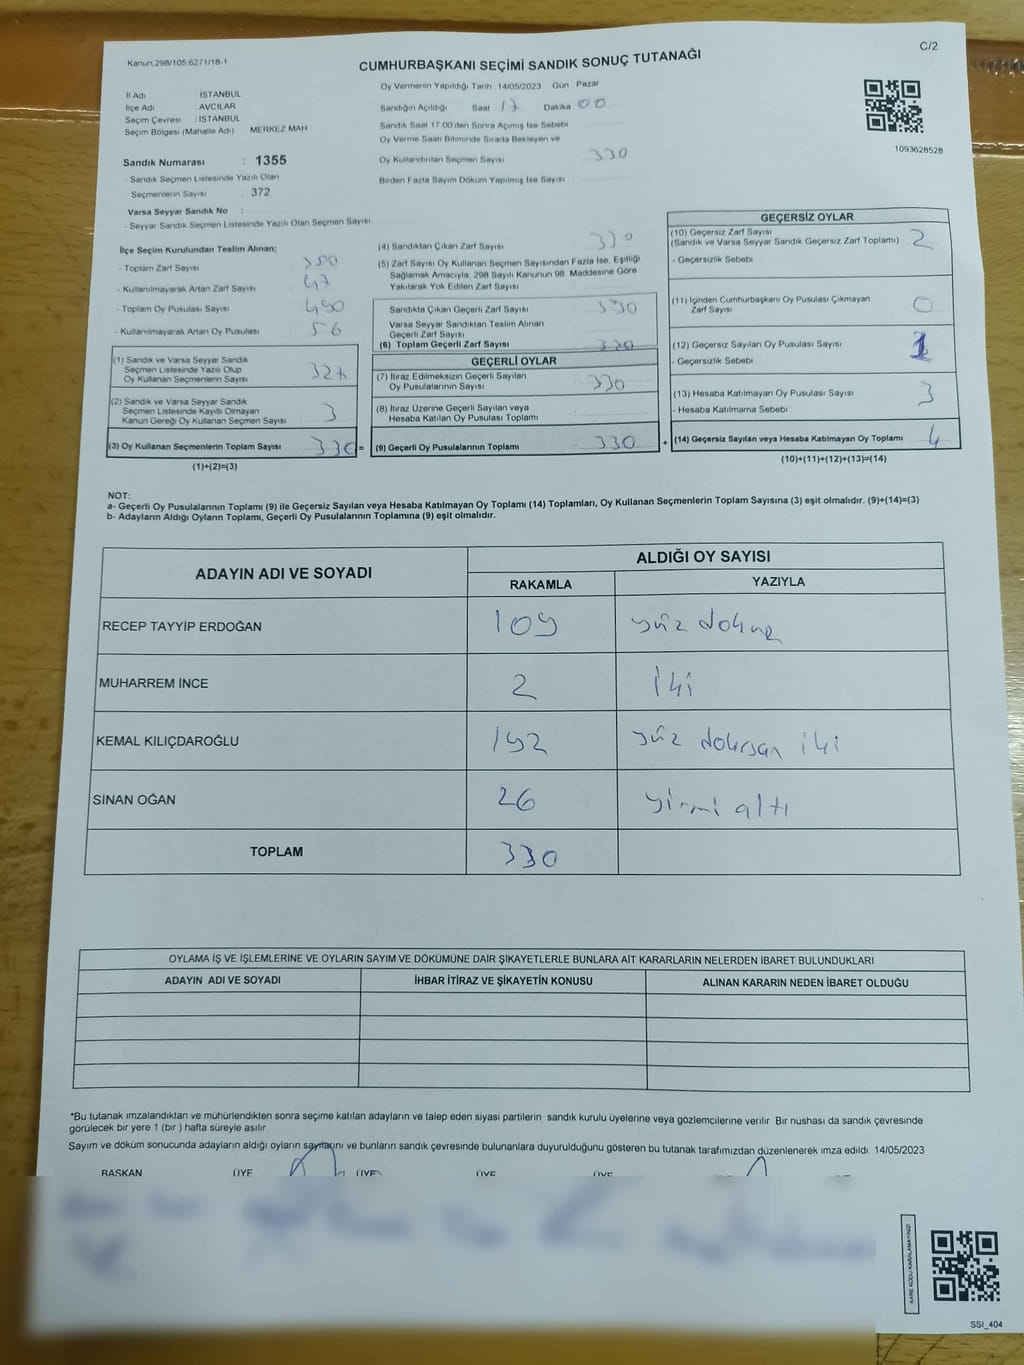 Kanun.298/105.6271/18-1
CUMHURBAŞKANI SEÇİMİ SANDIK SONUÇ TUTANAĞI
C/2
İl Adı İSTANBUL
İlçe Adı AVCILAR
Seçim Çevresi : İSTANBUL
Seçim Bölgesi (Mahalle Adı) MERKEZ MAH
Sandık Numarası : 1355
- Sandık Seçmen Listesinde Yazılı Olan
Seçmenlerin Sayısı : 372
Varsa Seyyar Sandık No :
- Seyyar Sandık Seçmen Listesinde Yazılı Olan Seçmen Sayısı
Oy Vermenin Yapıldığı Tarih 14/05/2023 Gün Pazar
Sandığın Açıldığı Saat 17 Dakika 00
Sandık Saat 17.00'den Sonra Açımış İse Sebebi
Oy Verme Saati Bitiminde Sırada Bekleyen ve
Oy Kullandırılan Seçmen Sayısı 330
Birden Fazla Sayım Döküm Yapılmış İse Sayısı
1093628528
İlçe Seçim Kurulundan Teslim Alınan;
- Toplam Zarf Sayısı
- Kullanılmayarak Artan Zarf Sayısı 47
- Toplam Oy Pusulası Sayısı
- Kullanılmayarak Artan Oy Pusulası 56
(1) Sandık ve Varsa Seyyar Sandık
Seçmen Listesinde Yazılı Olup
Oy Kullanan Seçmenlerin Sayısı
(2) Sandık ve Varsa Seyyar Sandık
Seçmen Listesinde Kayıtlı Olmayan
Kanun Gereği Oy Kullanan Seçmen Sayısı 3
(3) Oy Kullanan Seçmenlerin Toplam Sayısı 330 =
(1)+(2)=(3)
(4) Sandıktan Çıkan Zarf Sayısı 330
(5) Zarf Sayısı Oy Kullanan Seçmen Sayısından Fazla İse, Eşitliği
Sağlamak Amacıyla, 298 Sayılı Kanunun 98. Maddesine Göre
Yakılarak Yok Edilen Zarf Sayısı
Sandıkta Çıkan Geçerli Zarf Sayısı 330
Varsa Seyyar Sandıktan Teslim Alınan
Geçerli Zarf Sayısı
(6) Toplam Geçerli Zarf Sayısı 330
GEÇERLİ OYLAR
(7) İtiraz Edilmeksizin Geçerli Sayılan
Oy Pusulalarının Sayısı 330
(8) İtiraz Üzerine Geçerli Sayılan veya
Hesaba Katılan Oy Pusulası Toplamı
(9) Geçerli Oy Pusulalarının Toplamı 330 +
GEÇERSİZ OYLAR
(10) Geçersiz Zarf Sayısı
(Sandık ve Varsa Seyyar Sandık Geçersiz Zarf Toplamı) 2
- Geçersizlik Sebebi
(11) İçinden Cumhurbaşkanı Oy Pusulası Çıkmayan
Zarf Sayısı 0
(12) Geçersiz Sayılan Oy Pusulası Sayısı 1
- Geçersizlik Sebebi
(13) Hesaba Katılmayan Oy Pusulası Sayısı 3
- Hesaba Katılmama Sebebi
(14) Geçersiz Sayılan veya Hesaba Katılmayan Oy Toplamı 4
(10)+(11)+(12)+(13)=(14)
NOT:
a- Geçerli Oy Pusulalarının Toplamı (9) ile Geçersiz Sayılan veya Hesaba Katılmayan Oy Toplamı (14) Toplamları, Oy Kullanan Seçmenlerin Toplam Sayısına (3) eşit olmalıdır. (9)+(14)=(3)
b- Adayların Aldığı Oyların Toplamı, Geçerli Oy Pusulalarının Toplamına (9) eşit olmalıdır.
ADAYIN ADI VE SOYADI
ALDIĞI OY SAYISI
RAKAMLA YAZIYLA
RECEP TAYYİP ERDOĞAN 109 yüz dokuz
MUHARREM İNCE 2 iki
KEMAL KILIÇDAROĞLU 192 yüz doksan iki
SİNAN OĞAN 26 yirmi altı
TOPLAM 330
OYLAMA İŞ VE İŞLEMLERİNE VE OYLARIN SAYIM VE DÖKÜMÜNE DAİR ŞİKAYETLERLE BUNLARA AİT KARARLARIN NELERDEN İBARET BULUNDUKLARI
ADAYIN ADI VE SOYADI İHBAR İTİRAZ VE ŞİKAYETİN KONUSU ALINAN KARARIN NEDEN İBARET OLDUĞU
*Bu tutanak imzalandıktan ve mühürlendikten sonra seçime katılan adayların ve talep eden siyasi partilerin sandık kurulu üyelerine veya gözlemcilerine verilir. Bir nüshası da sandık çevresinde
görülecek bir yere 1 (bir ) hafta süreyle asılır.
Sayım ve döküm sonucunda adayların aldığı oyların sayılarını ve bunların sandık çevresinde bulunanlara duyurulduğunu gösteren bu tutanak tarafımızdan düzenlenerek imza edildi. 14/05/2023
BAŞKAN ÜYE ÜYE ÜYE ÜYE ÜYE
KARE KODU KARALAMAYINIZ!
SSI_404